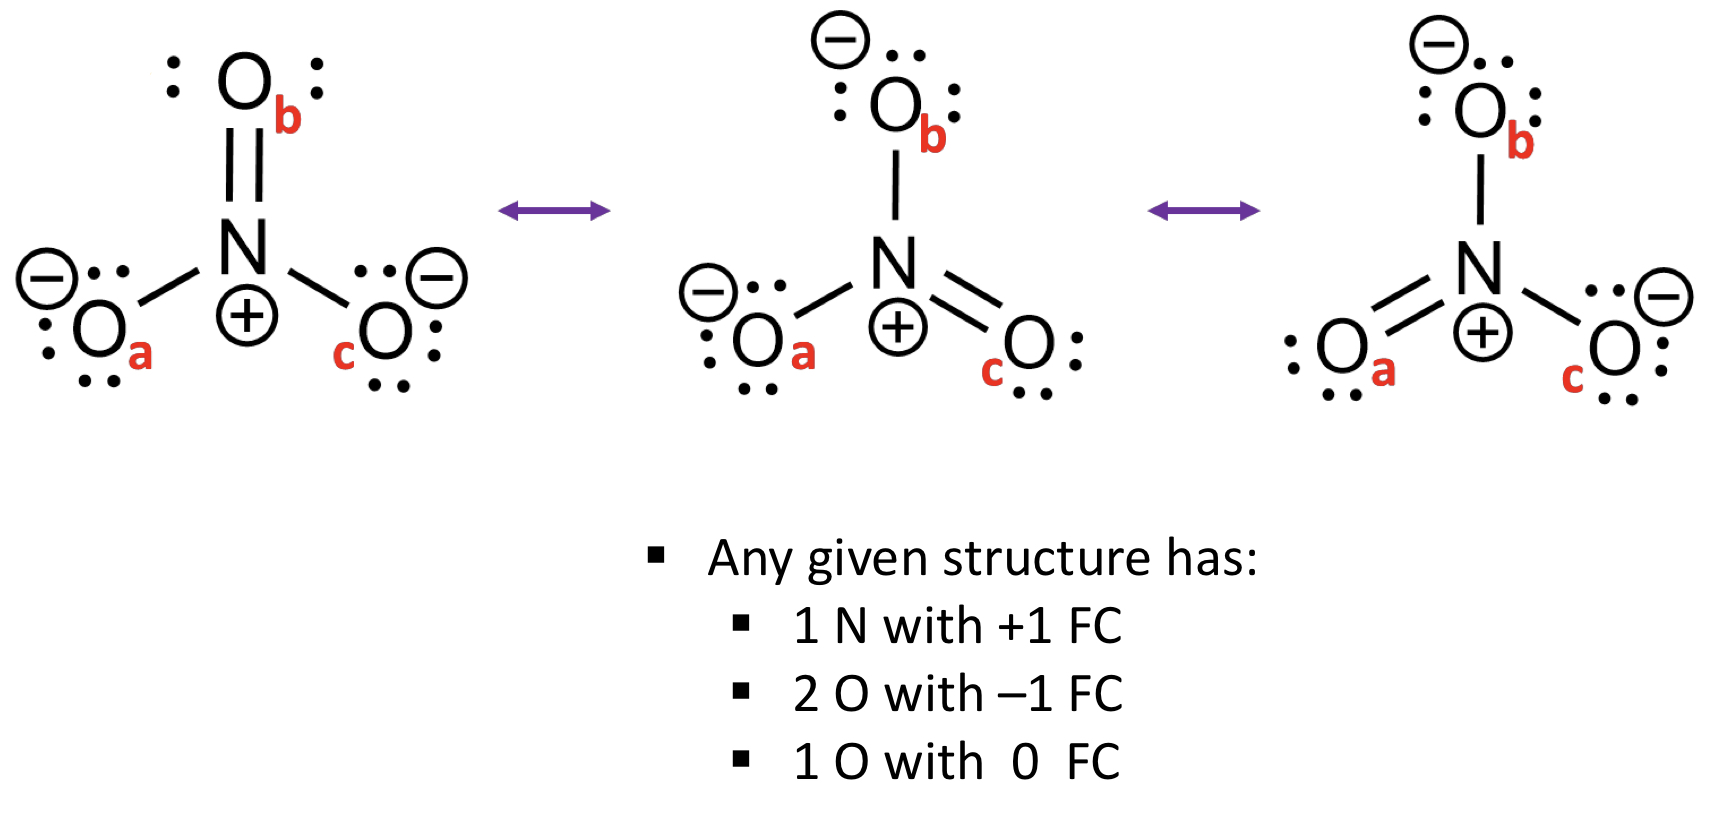 O b
N +
− O a
O c −
− O b
N +
− O a
O c
− O b
N +
O a
O c −
▪ Any given structure has:
▪ 1 N with +1 FC
▪ 2 O with –1 FC
▪ 1 O with 0 FC